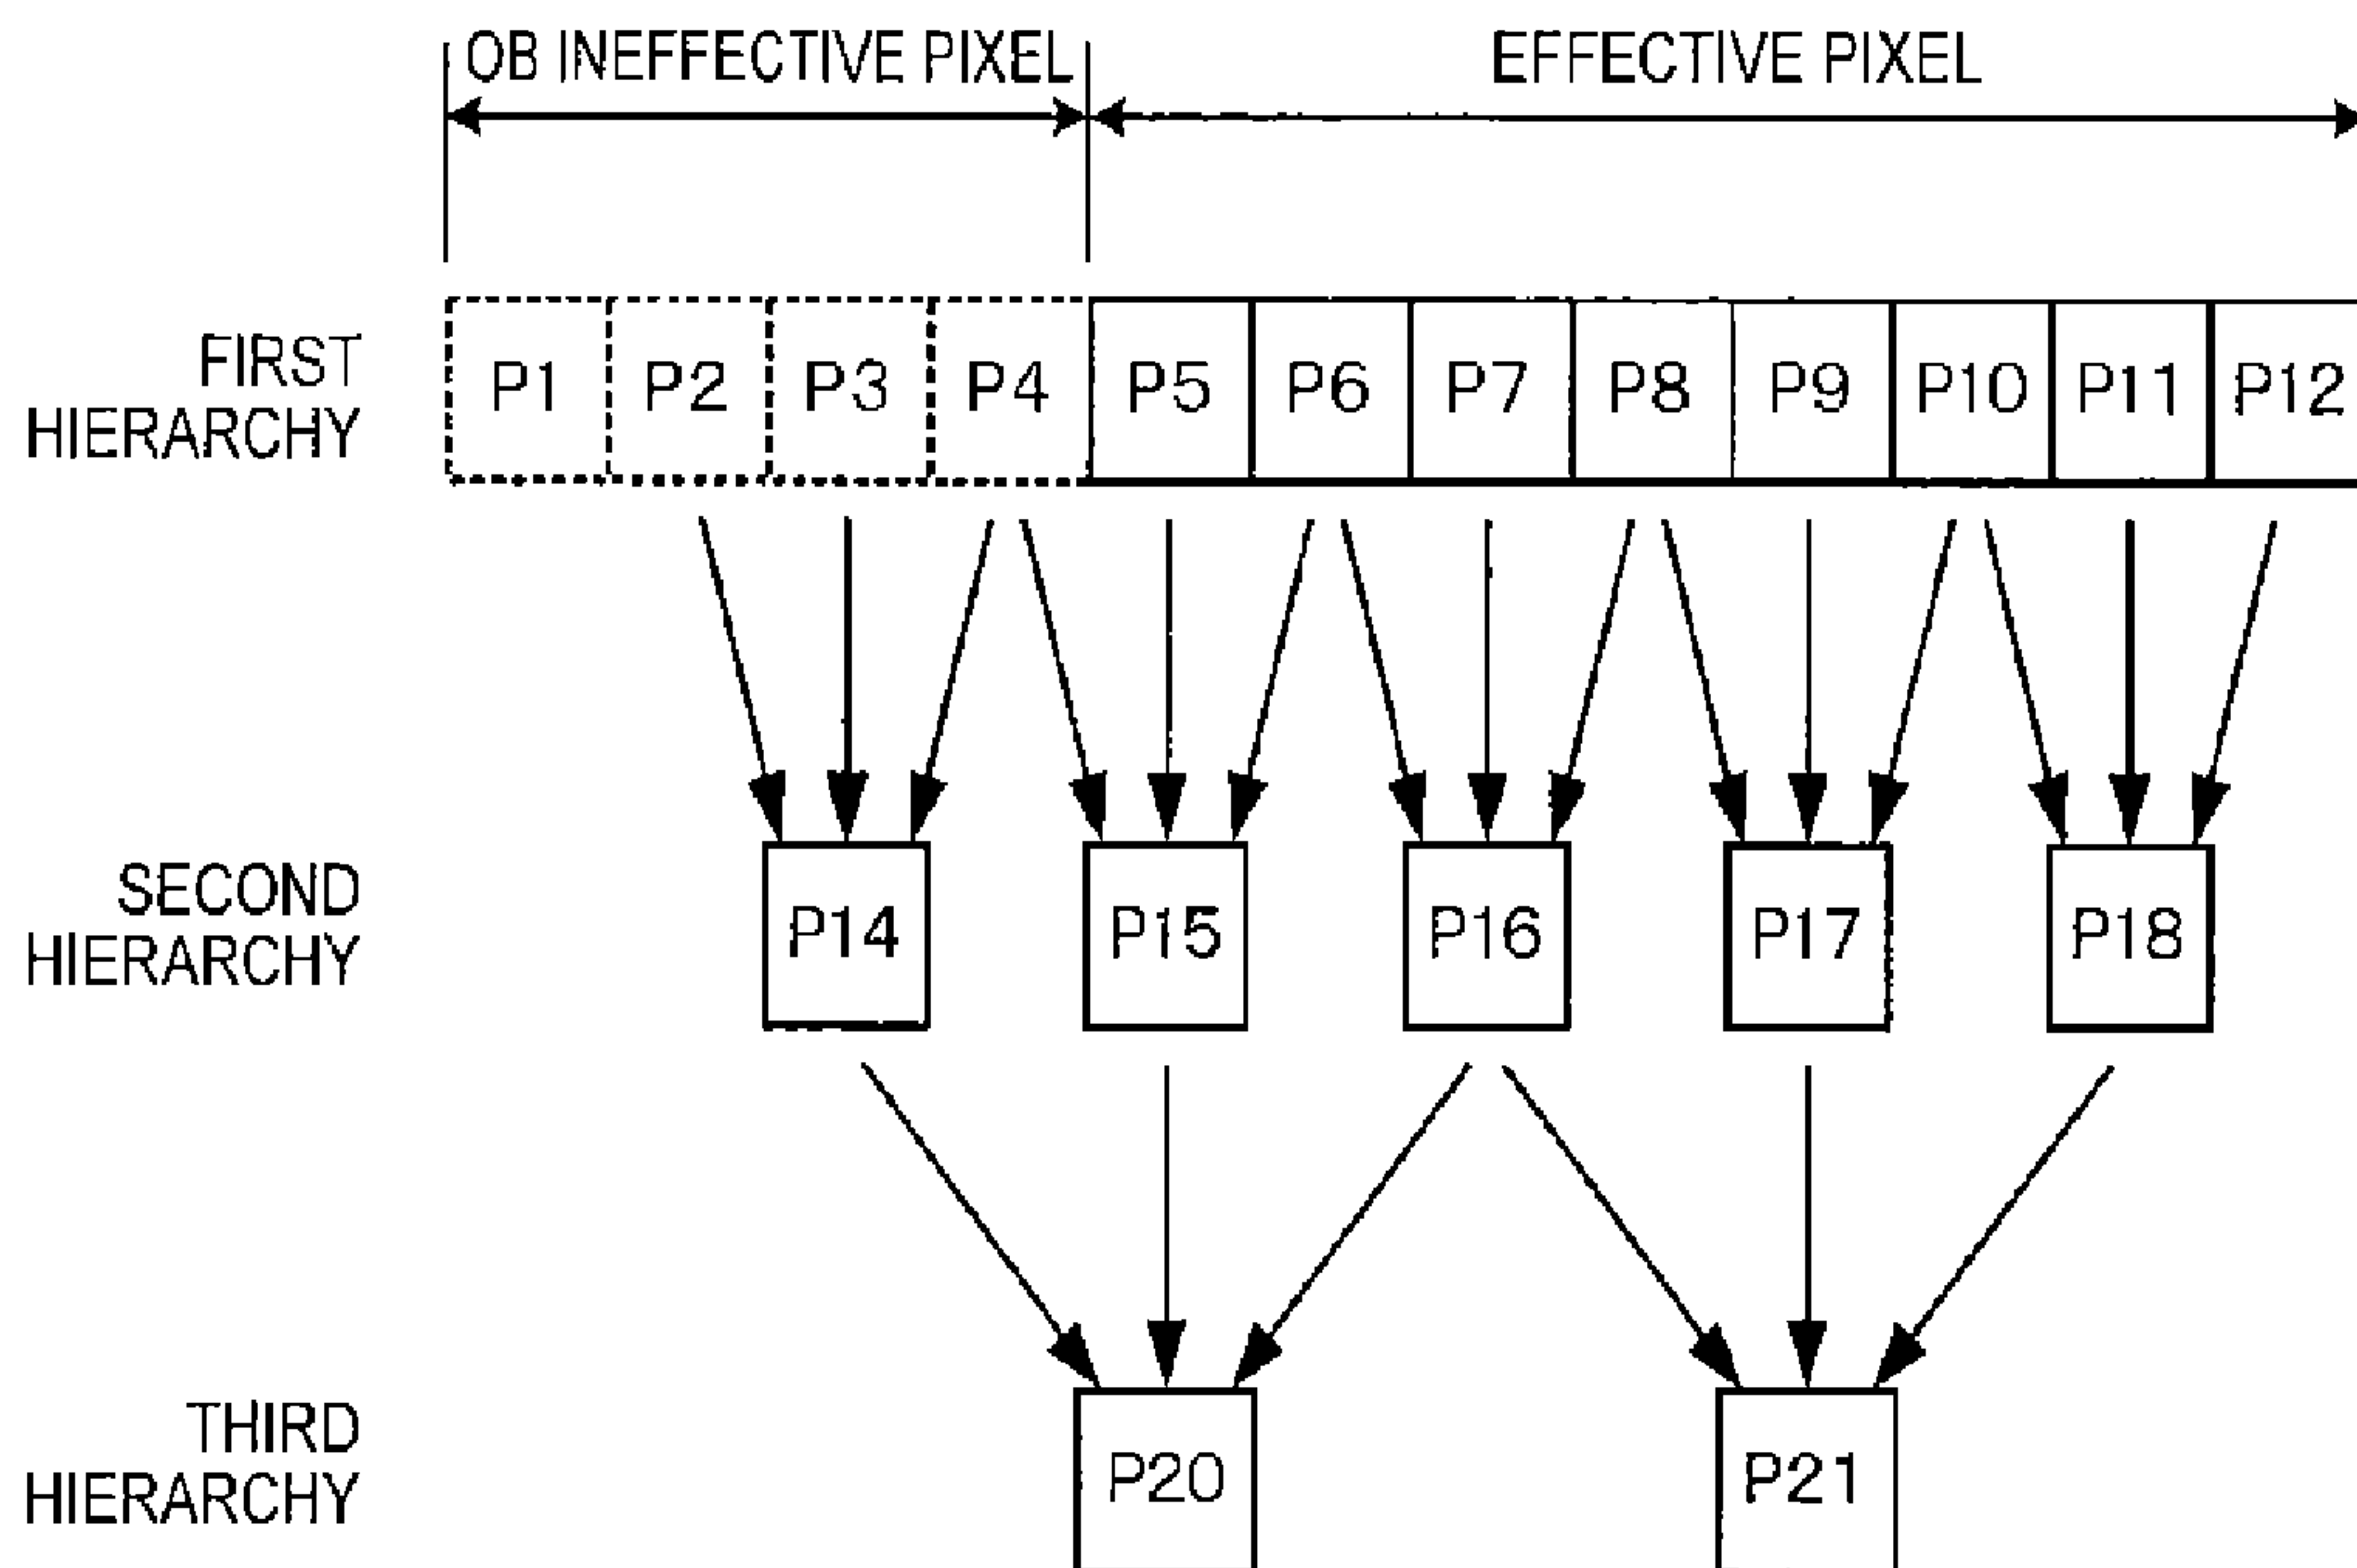 OB INEFFECTIVE PIXEL EFFECTIVE PIXEL
FIRST
HIERARCHY
P1 P2 P3 P4 P5 P6 P7 P8 P9 P10 P11 P12
SECOND
HIERARCHY
P14 P15 P16 P17 P18
THIRD
HIERARCHY
P20 P21